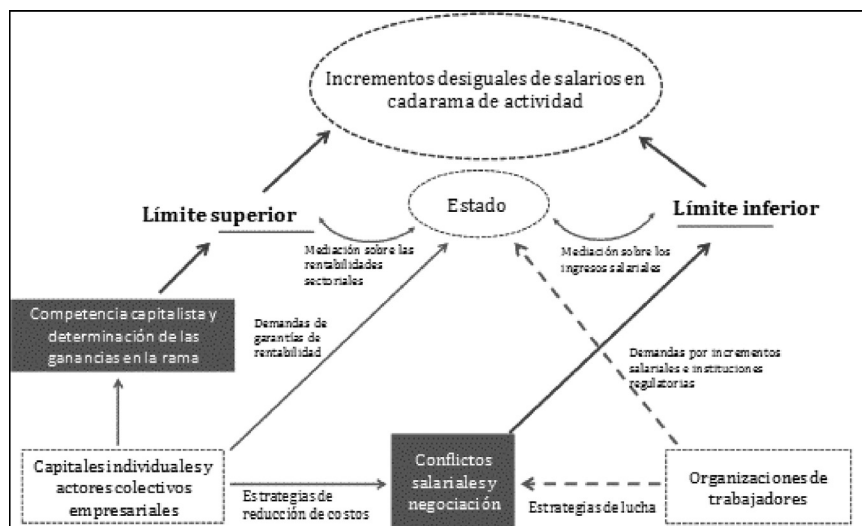 Incrementos desiguales de salarios en
cada rama de actividad
Estado
Límite superior
Límite inferior
Mediación sobre las
rentabilidades
sectoriales
Mediación sobre los
ingresos salariales
Competencia capitalista y
determinación de las
ganancias en la rama
Demandas de
garantías de
rentabilidad
Demandas por incrementos
salariales e instituciones
regulatorias
Capitales individuales y
actores colectivos
empresariales
Estrategias de
reducción de costos
Conflictos
salariales y
negociación
Estrategias de lucha
Organizaciones de
trabajadores